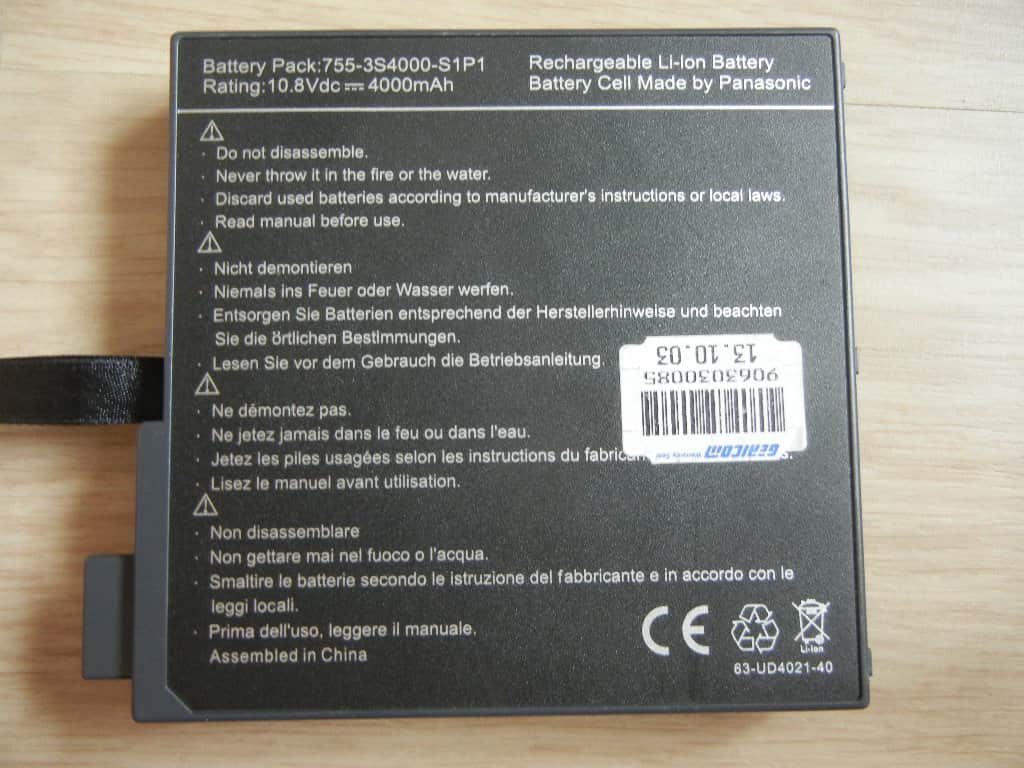 Battery Pack:755-3S4000-S1P1
Rating:10.8Vdc ⎓ 4000mAh
Rechargeable Li-Ion Battery
Battery Cell Made by Panasonic
· Do not disassemble.
· Never throw it in the fire or the water.
· Discard used batteries according to manufacturer's instructions or local laws.
· Read manual before use.
· Nicht demontieren
· Niemals ins Feuer oder Wasser werfen.
· Entsorgen Sie Batterien entsprechend der Herstellerhinweise und beachten
Sie die örtlichen Bestimmungen.
· Lesen Sie vor dem Gebrauch die Betriebsanleitung.
· Ne démontez pas.
· Ne jetez jamais dans le feu ou dans l'eau.
· Jetez les piles usagées selon les instructions du
· Lisez le manuel avant utilisation.
· Non disassemblare
· Non gettare mai nel fuoco o l'acqua.
· Smaltire le batterie secondo le istruzione del fabbricante e in accordo con le
leggi locali.
· Prima dell'uso, leggere il manuale.
Assembled in China
CE
Li-Ion
63-UD4021-40
GERICOM Warranty Seal
9063030085
13.10.03